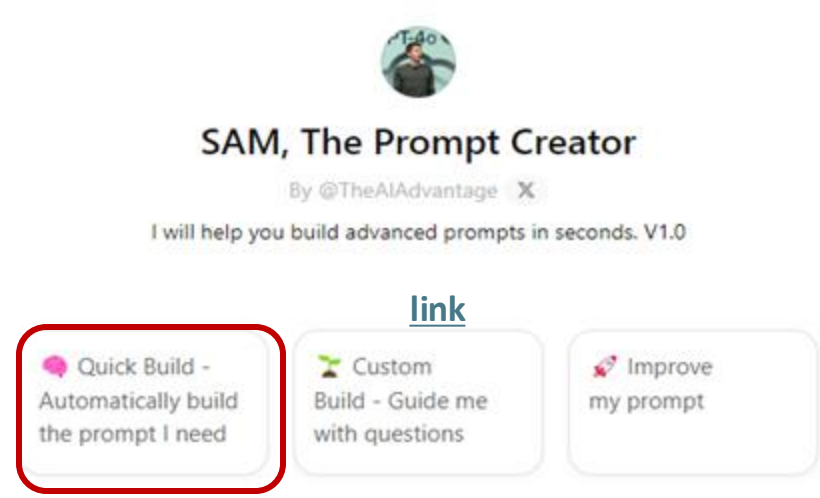 PT-4o
SAM, The Prompt Creator
By @TheAIAdvantage X
I will help you build advanced prompts in seconds. V1.0
link
Quick Build -
Automatically build
the prompt I need
Custom
Build - Guide me
with questions
Improve
my prompt